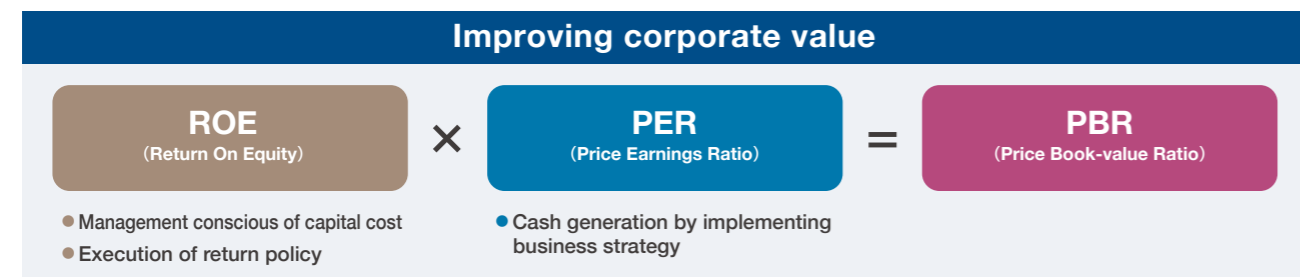 Improving corporate value
ROE
(Return On Equity)
×
PER
(Price Earnings Ratio)
=
PBR
(Price Book-value Ratio)
● Management conscious of capital cost
● Execution of return policy
● Cash generation by implementing
business strategy